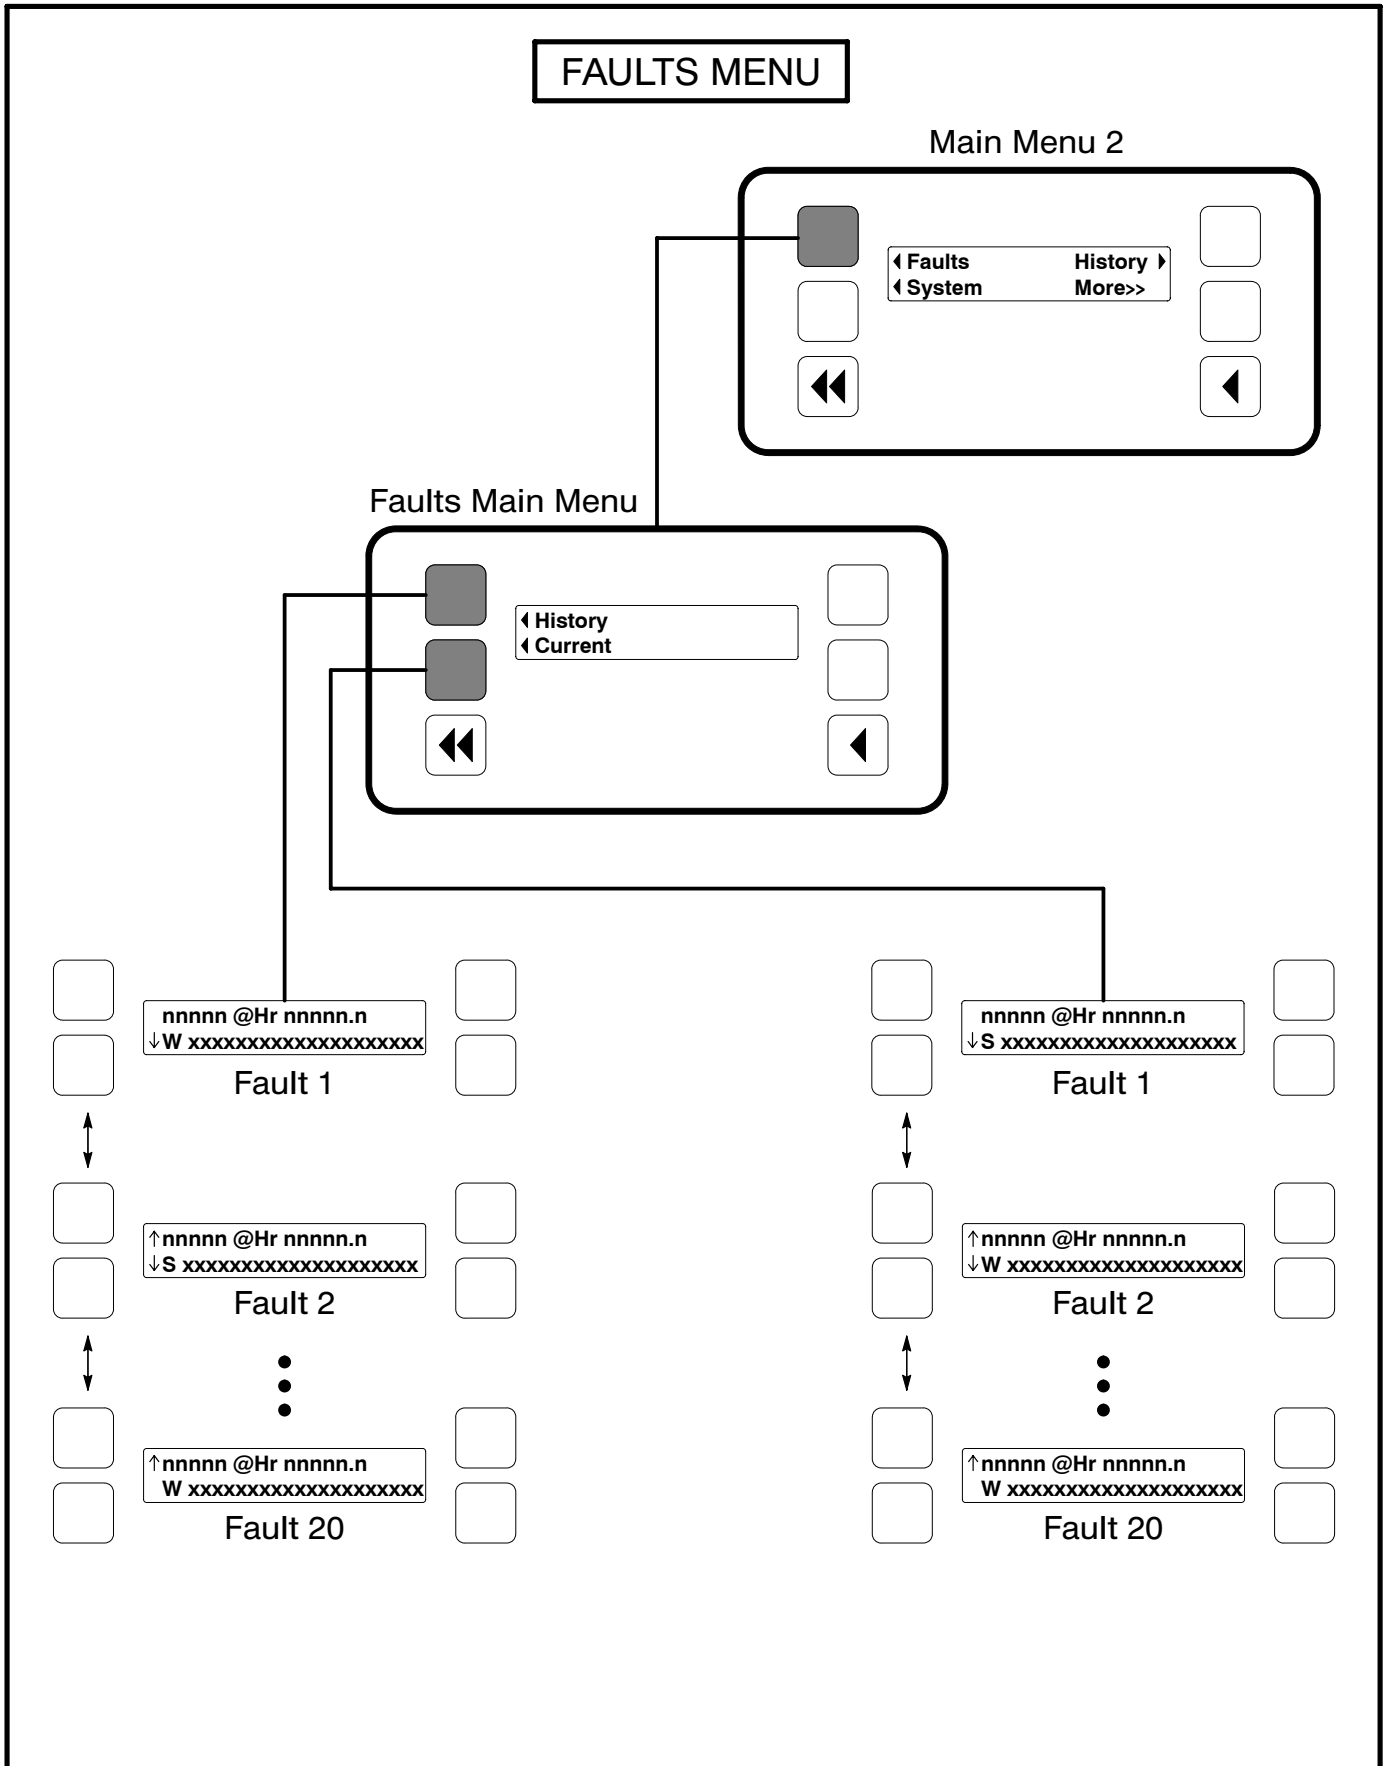 FAULTS MENU
Main Menu 2
Faults History
System More>>
Faults Main Menu
History
Current
nnnnn @Hr nnnnn.n
↓W xxxxxxxxxxxxxxxxxxxx
Fault 1
↑nnnnn @Hr nnnnn.n
↓S xxxxxxxxxxxxxxxxxxxx
Fault 2
↑nnnnn @Hr nnnnn.n
W xxxxxxxxxxxxxxxxxxxx
Fault 20
nnnnn @Hr nnnnn.n
↓S xxxxxxxxxxxxxxxxxxxx
Fault 1
↑nnnnn @Hr nnnnn.n
↓W xxxxxxxxxxxxxxxxxxxx
Fault 2
↑nnnnn @Hr nnnnn.n
W xxxxxxxxxxxxxxxxxxxx
Fault 20